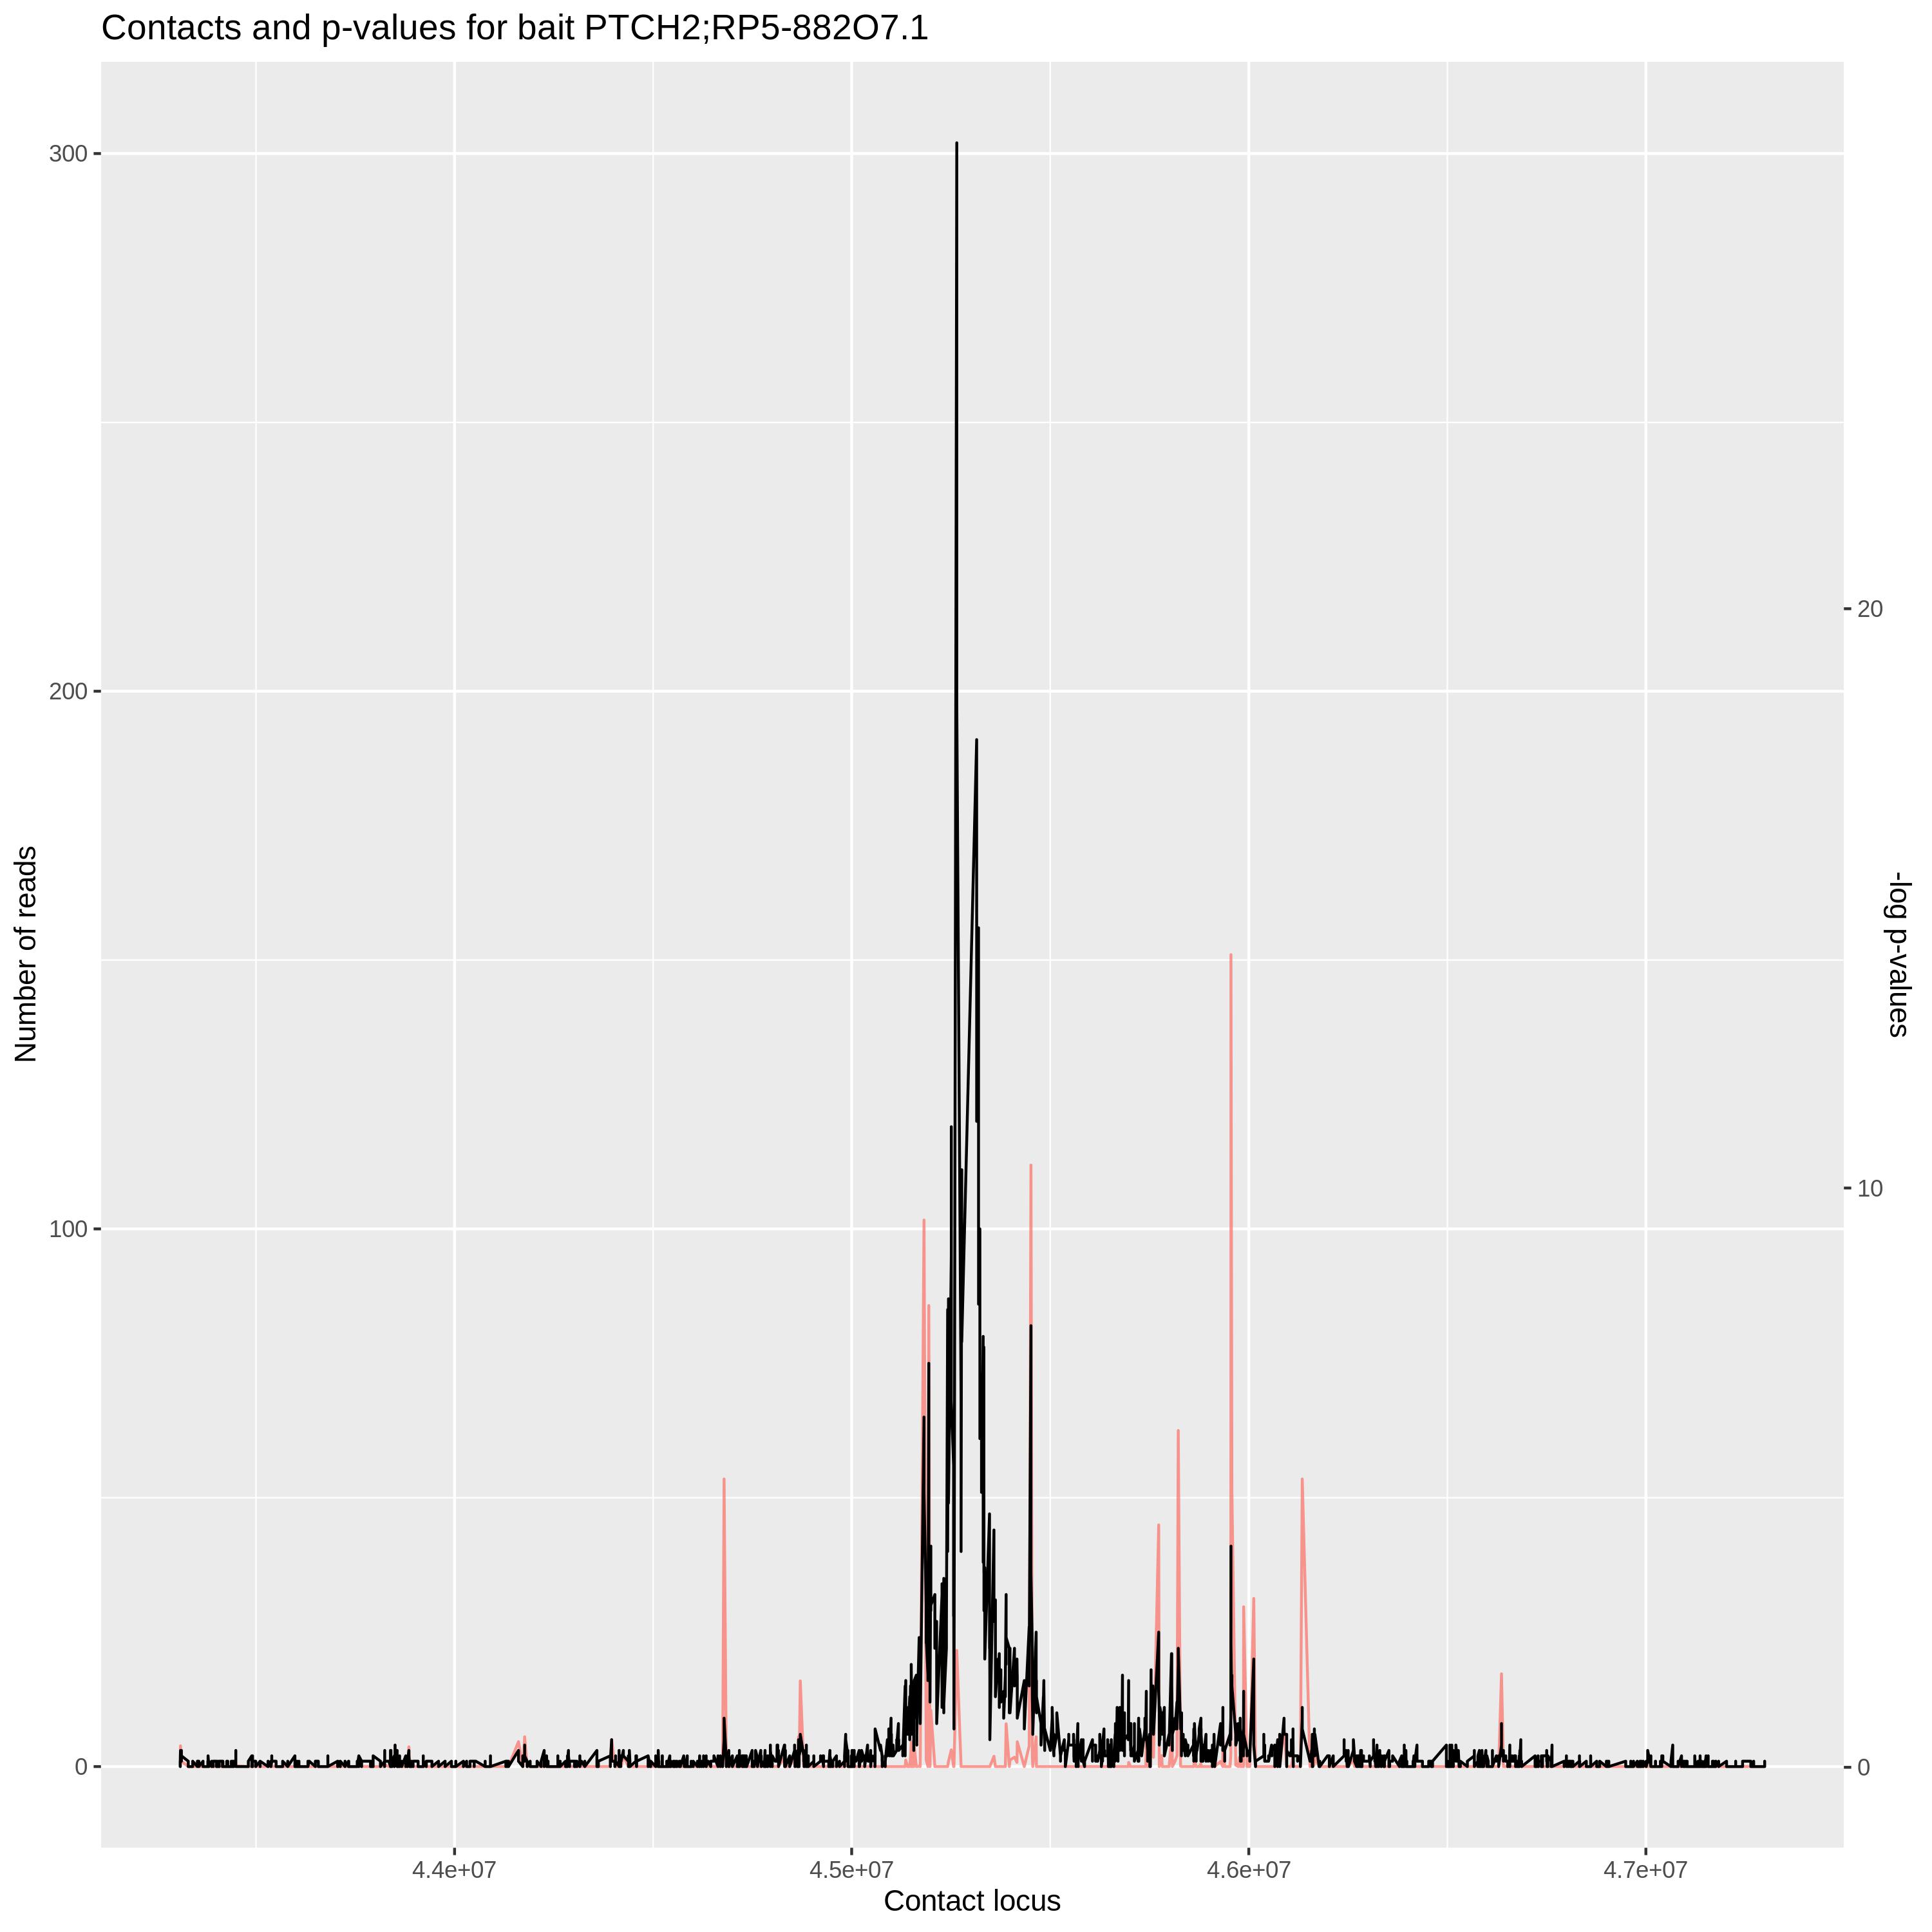 Contacts and p-values for bait PTCH2;RP5-882O7.1
300
200
100
0
Number of reads
20
10
0
-log p-values
4.4e+07
4.5e+07
4.6e+07
4.7e+07
Contact locus